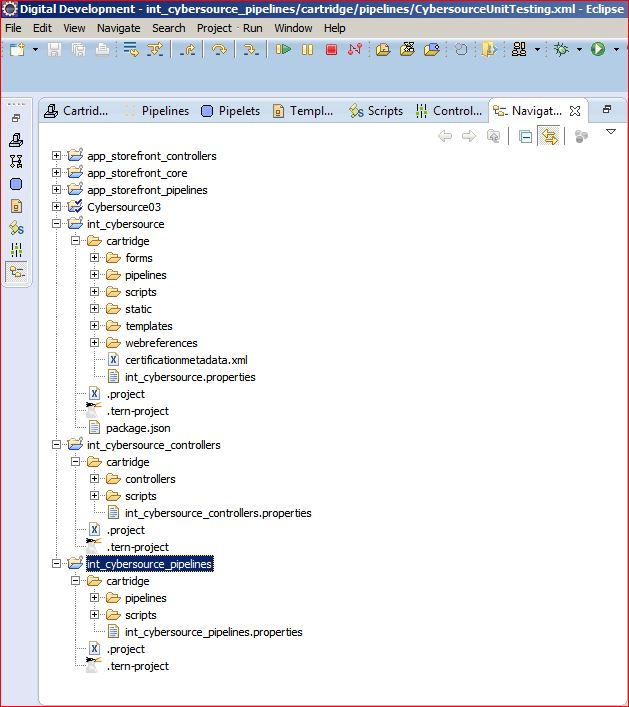 Digital Development - int_cybersource_pipelines/cartridge/pipelines/CybersourceUnitTesting.xml - Eclipse
File Edit View Navigate Search Project Run Window Help
Cartrid... Pipelines Pipelets Templ... Scripts Control... Navigat...
app_storefront_controllers
app_storefront_core
app_storefront_pipelines
Cybersource03
int_cybersource
cartridge
forms
pipelines
scripts
static
templates
webreferences
certificationmetadata.xml
int_cybersource.properties
.project
.tern-project
package.json
int_cybersource_controllers
cartridge
controllers
scripts
int_cybersource_controllers.properties
.project
.tern-project
int_cybersource_pipelines
cartridge
pipelines
scripts
int_cybersource_pipelines.properties
.project
.tern-project